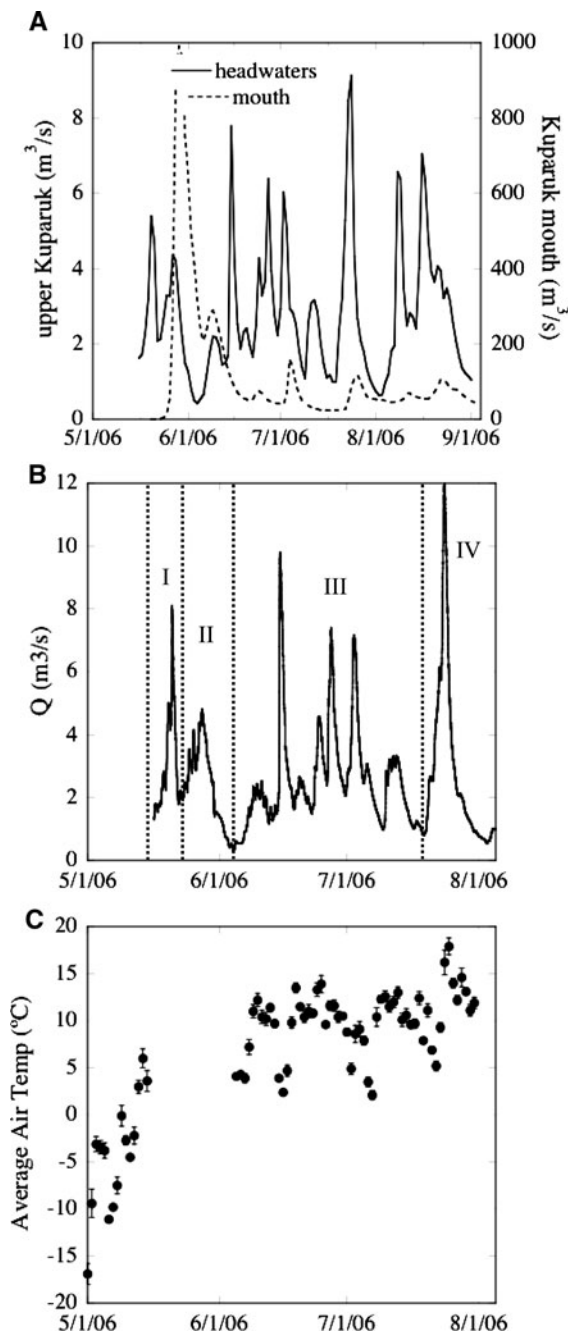 A
10
8
6
4
2
0
upper Kuparuk (m³/s)
headwaters
mouth
1000
800
600
400
200
0
Kuparuk mouth (m³/s)
5/1/06 6/1/06 7/1/06 8/1/06 9/1/06
B
12
10
8
6
4
2
0
Q (m3/s)
I
II
III
IV
5/1/06 6/1/06 7/1/06 8/1/06
C
20
15
10
5
0
-5
-10
-15
-20
Average Air Temp (ºC)
5/1/06 6/1/06 7/1/06 8/1/06